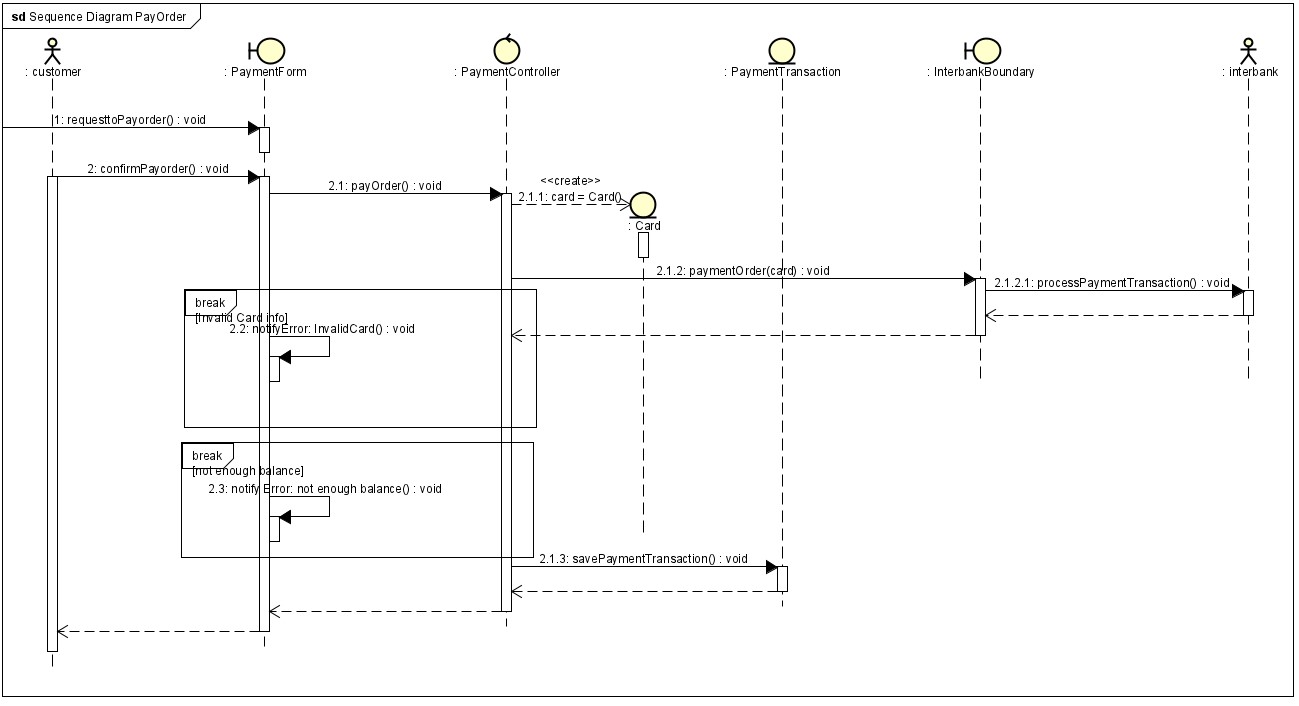 sd Sequence Diagram PayOrder
: customer
: PaymentForm
: PaymentController
: PaymentTransaction
: InterbankBoundary
: interbank
1: requesttoPayorder() : void
2: confirmPayorder() : void
2.1: payOrder() : void
<<create>>
2.1.1: card = Card()
: Card
2.1.2: paymentOrder(card) : void
2.1.2.1: processPaymentTransaction() : void
break
[Invalid Card info]
2.2: notifyError: InvalidCard() : void
break
[not enough balance]
2.3: notify Error: not enough balance() : void
2.1.3: savePaymentTransaction() : void